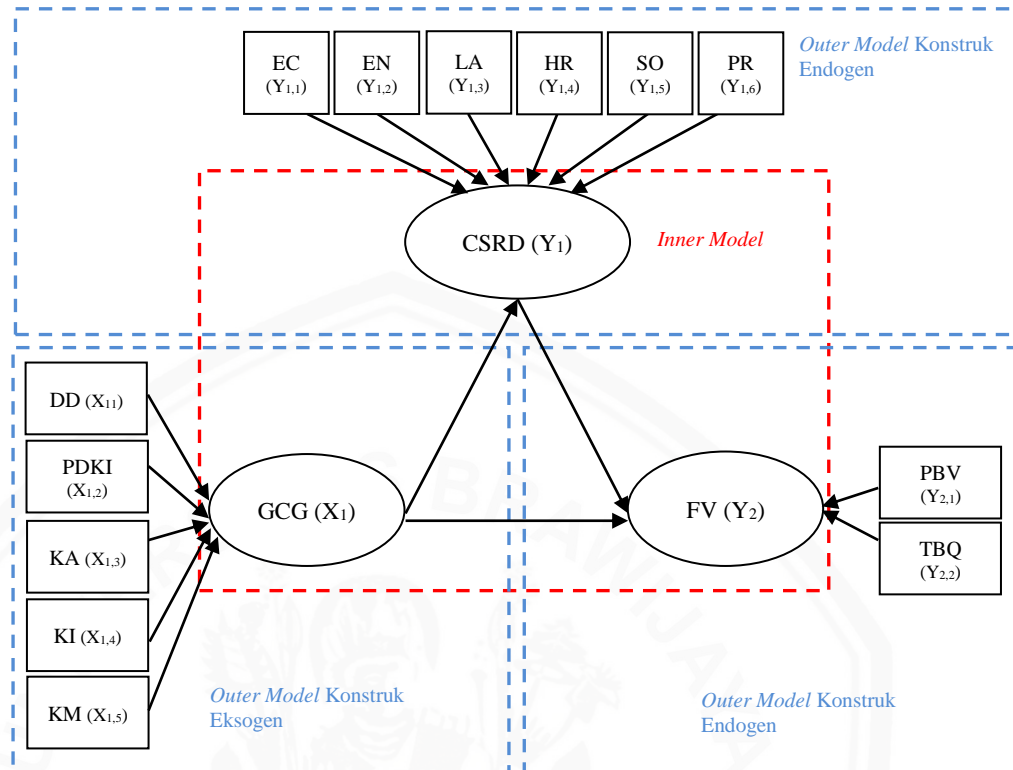 EC
(Y1,1)
EN
(Y1,2)
LA
(Y1,3)
HR
(Y1,4)
SO
(Y1,5)
PR
(Y1,6)
Outer Model Konstruk
Endogen
CSRD (Y1)
Inner Model
DD (X11)
PDKI
(X1,2)
KA (X1,3)
KI (X1,4)
KM (X1,5)
GCG (X1)
FV (Y2)
PBV
(Y2,1)
TBQ
(Y2,2)
Outer Model Konstruk
Eksogen
Outer Model Konstruk
Endogen